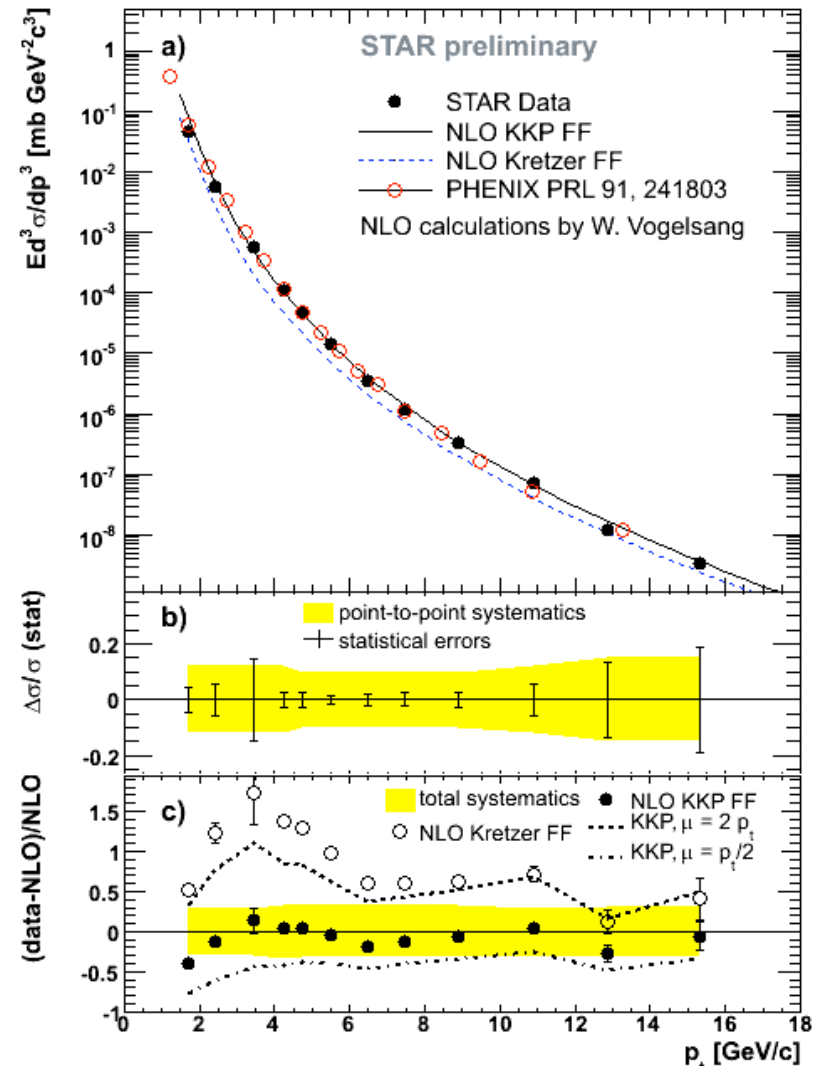 Ed³σ/dp³ [mb GeV⁻²c³]
1
10⁻¹
10⁻²
10⁻³
10⁻⁴
10⁻⁵
10⁻⁶
10⁻⁷
10⁻⁸
a)
STAR preliminary
STAR Data
NLO KKP FF
NLO Kretzer FF
PHENIX PRL 91, 241803
NLO calculations by W. Vogelsang
Δσ/σ (stat)
0.2
0
-0.2
b)
point-to-point systematics
statistical errors
(data-NLO)/NLO
1.5
1
0.5
0
-0.5
-1
c)
total systematics
NLO Kretzer FF
NLO KKP FF
KKP, μ = 2 pₜ
KKP, μ = pₜ/2
0 2 4 6 8 10 12 14 16 18
p [GeV/c]